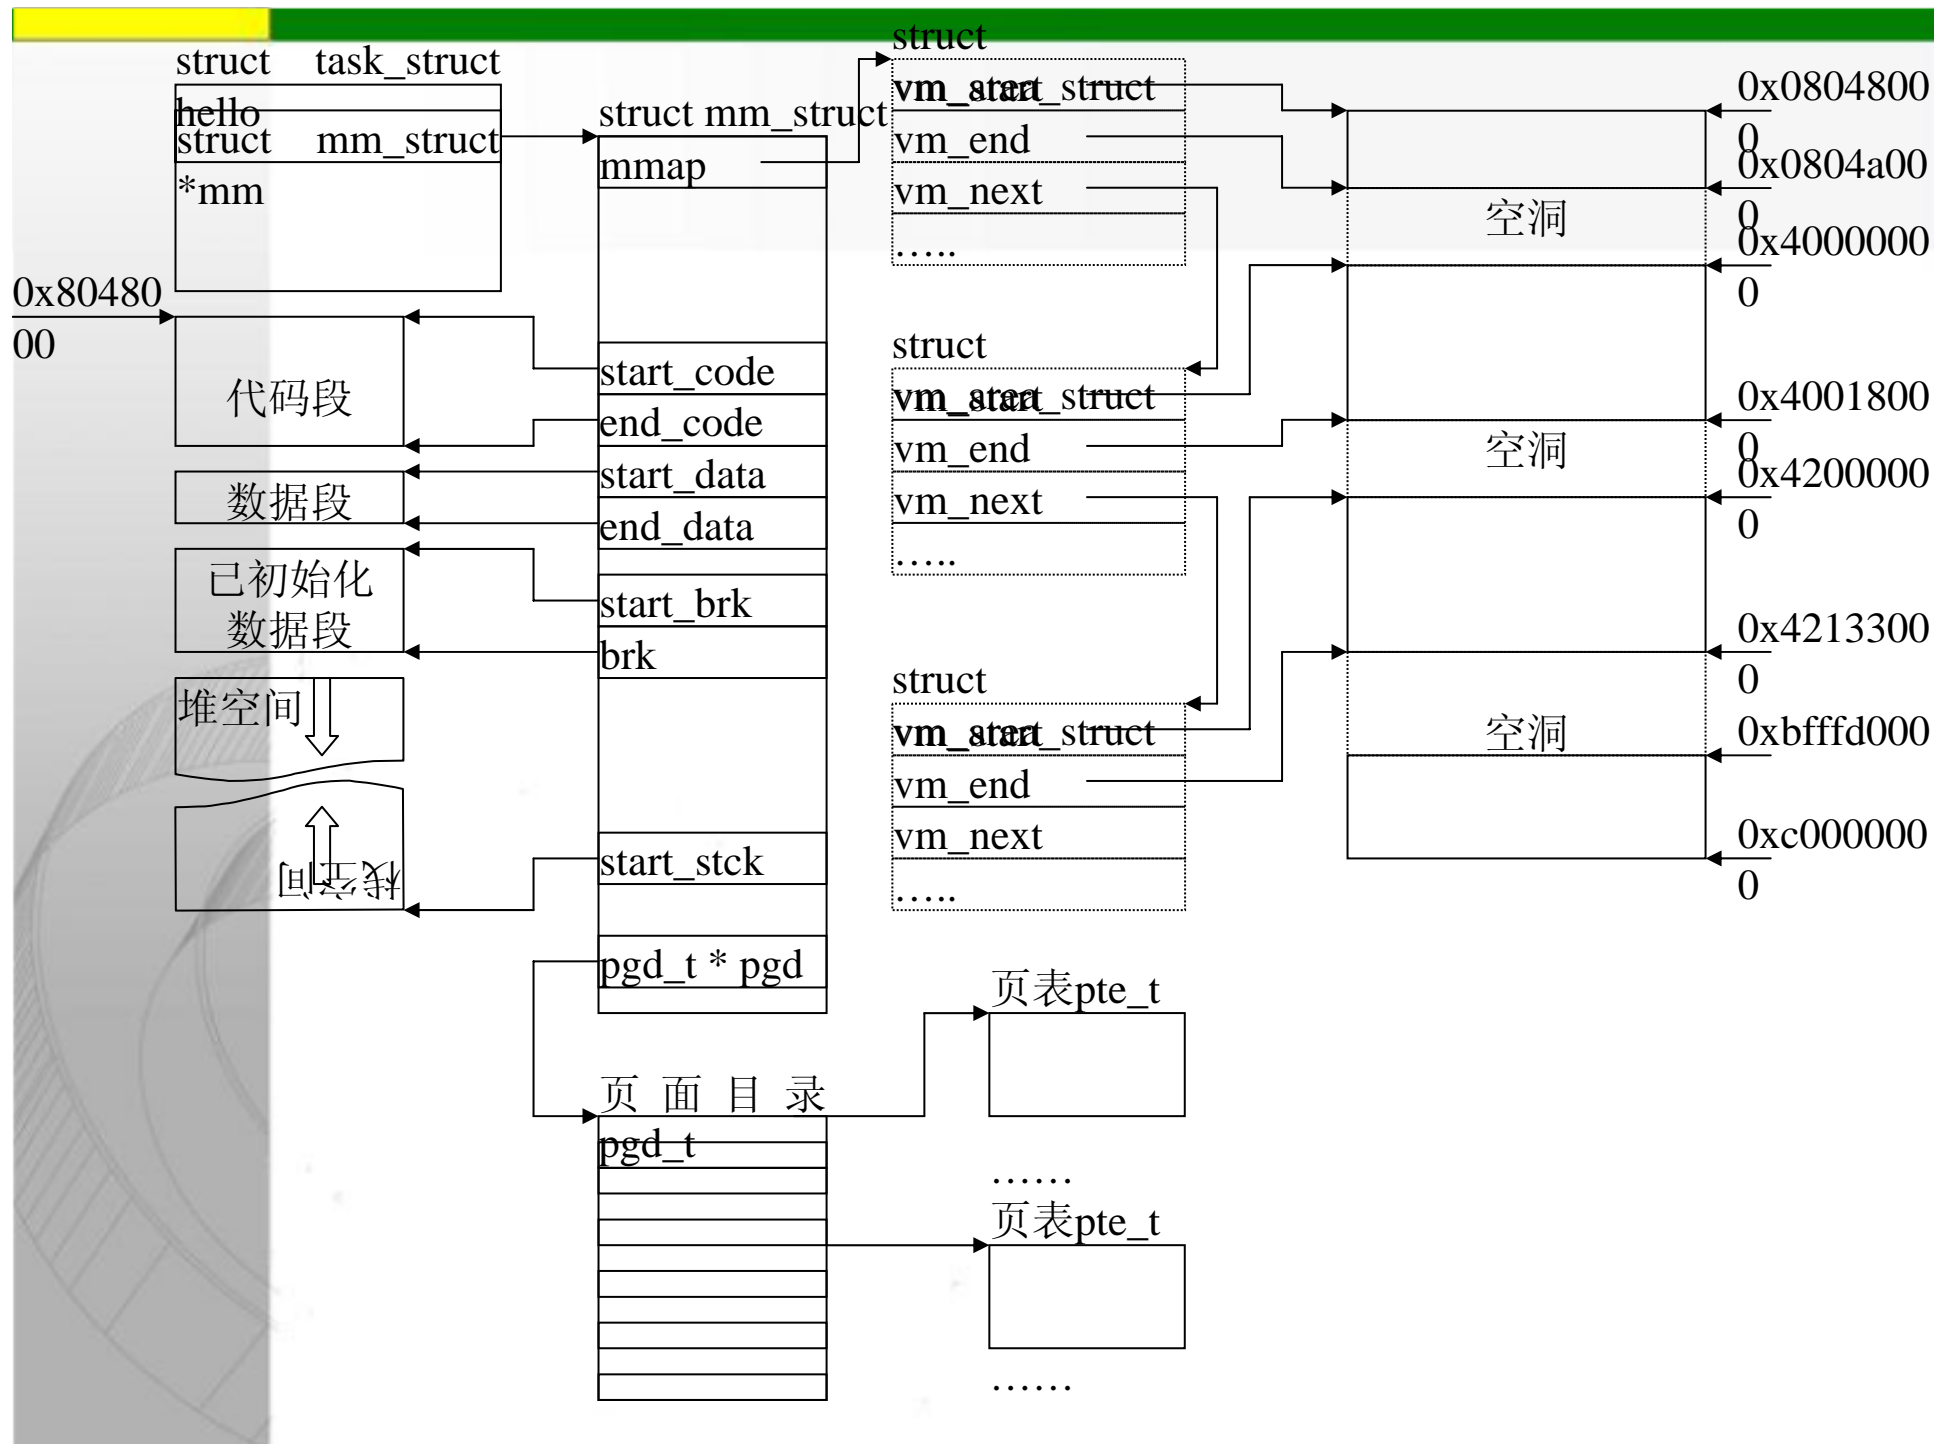 struct task_struct
hello
struct mm_struct
*mm
0x80480
00
代码段
数据段
已初始化
数据段
堆空间
栈空间
struct mm_struct
mmap
start_code
end_code
start_data
end_data
start_brk
brk
start_stck
pgd_t * pgd
页 面 目 录
pgd_t
struct
vm_area_struct
vm_start
vm_end
vm_next
…..
struct
vm_area_struct
vm_start
vm_end
vm_next
…..
struct
vm_area_struct
vm_start
vm_end
vm_next
…..
页表pte_t
……
页表pte_t
……
空洞
空洞
空洞
0x0804800
0
0x0804a00
0
0x4000000
0
0x4001800
0
0x4200000
0
0x4213300
0
0xbfffd000
0xc000000
0